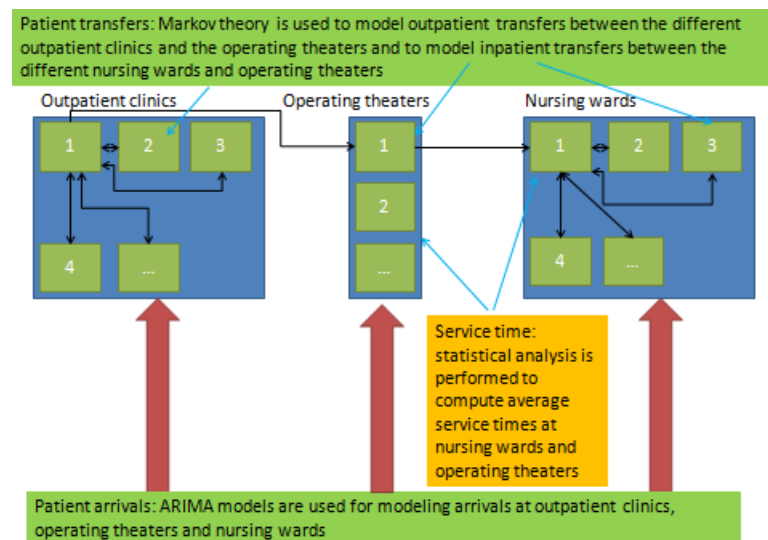 Patient transfers: Markov theory is used to model outpatient transfers between the different
outpatient clinics and the operating theaters and to model inpatient transfers between the
different nursing wards and operating theaters
Outpatient clinics
Operating theaters
Nursing wards
1
2
3
4
...
1
2
...
1
2
3
4
...
Service time:
statistical analysis is
performed to
compute average
service times at
nursing wards and
operating theaters
Patient arrivals: ARIMA models are used for modeling arrivals at outpatient clinics,
operating theaters and nursing wards